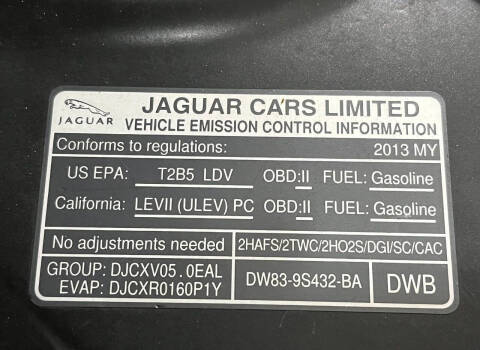 JAGUAR
JAGUAR CARS LIMITED
VEHICLE EMISSION CONTROL INFORMATION
Conforms to regulations: 2013 MY
US EPA: T2B5 LDV OBD:II FUEL: Gasoline
California: LEVII (ULEV) PC OBD:II FUEL: Gasoline
No adjustments needed 2HAFS/2TWC/2HO2S/DGI/SC/CAC
GROUP: DJCXV05.0EAL
EVAP: DJCXR0160P1Y
DW83-9S432-BA
DWB